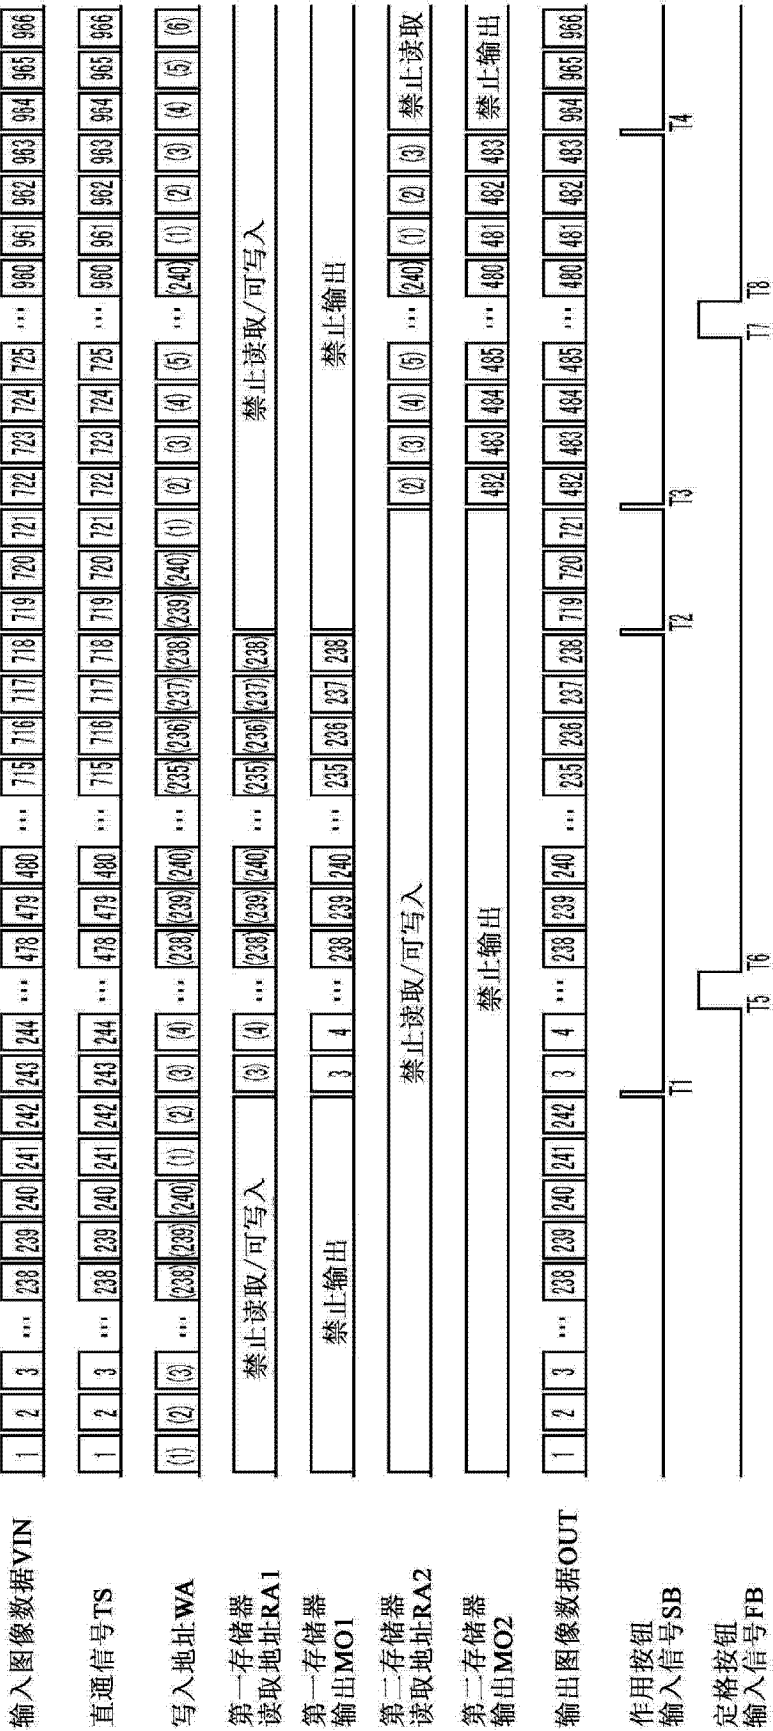 输入图像数据VIN 1 2 3 ... 238 239 240 241 242 243 244 ... 478 479 480 ... 715 716 717 718 719 720 721 722 723 724 725 ... 960 961 962 963 964 965 966
直通信号TS 1 2 3 ... 238 239 240 241 242 243 244 ... 478 479 480 ... 715 716 717 718 719 720 721 722 723 724 725 ... 960 961 962 963 964 965 966
写入地址WA (1) (2) (3) ... (238) (239) (240) (1) (2) (3) (4) ... (238) (239) (240) ... (235) (236) (237) (238) (239) (240) (1) (2) (3) (4) (5) ... (240) (1) (2) (3) (4) (5) (6)
第一存储器
读取地址RA1 禁止读取/可写入 (3) (4) ... (238) (239) (240) ... (235) (236) (237) (238) 禁止读取/可写入
第一存储器
输出MO1 禁止输出 3 4 ... 238 239 240 ... 235 236 237 238 禁止输出
第二存储器
读取地址RA2 禁止读取/可写入 (2) (3) (4) (5) ... (240) (1) (2) (3) 禁止读取
第二存储器
输出MO2 禁止输出 482 483 484 485 ... 480 481 482 483 禁止输出
输出图像数据OUT 1 2 3 ... 238 239 240 241 242 3 4 ... 238 239 240 ... 235 236 237 238 719 720 721 482 483 484 485 ... 480 481 482 483 964 965 966
作用按钮
输入信号SB T1 T2 T3 T4
定格按钮
输入信号FB T5 T6 T7 T8